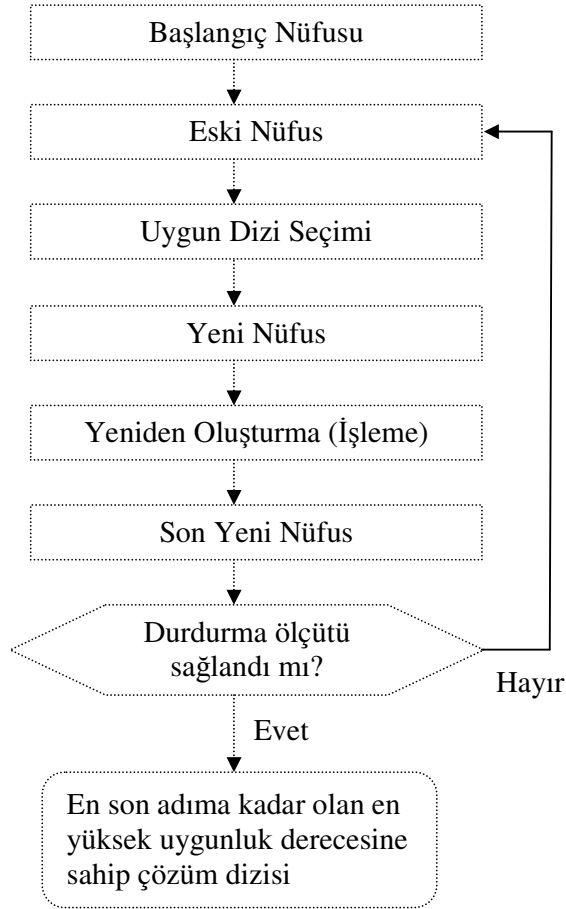 Başlangıç Nüfusu
Eski Nüfus
Uygun Dizi Seçimi
Yeni Nüfus
Yeniden Oluşturma (İşleme)
Son Yeni Nüfus
Durdurma ölçütü
sağlandı mı?
Hayır
Evet
En son adıma kadar olan en
yüksek uygunluk derecesine
sahip çözüm dizisi